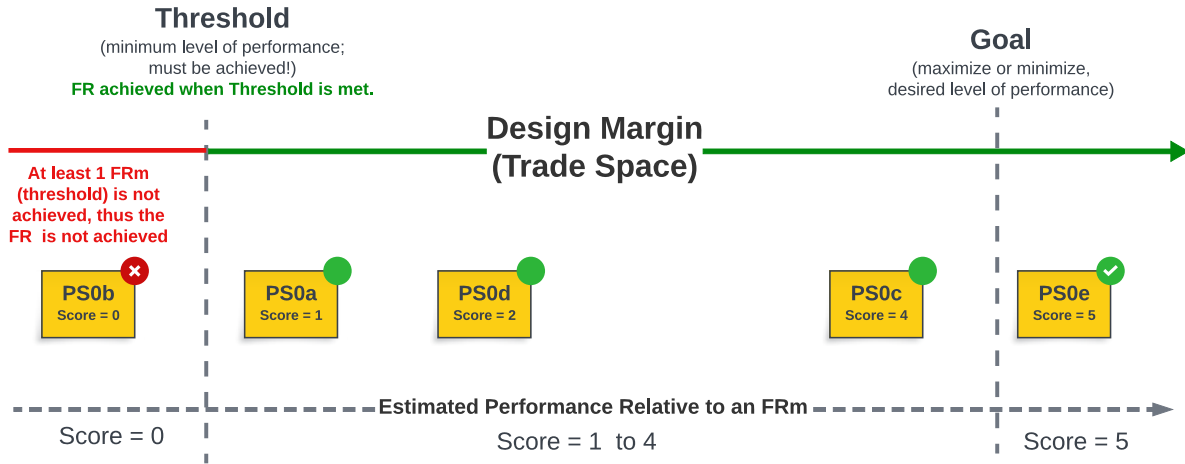 Threshold
(minimum level of performance;
must be achieved!)
FR achieved when Threshold is met.
Goal
(maximize or minimize,
desired level of performance)
Design Margin
(Trade Space)
At least 1 FRm
(threshold) is not
achieved, thus the
FR is not achieved
PS0b
Score = 0
PS0a
Score = 1
PS0d
Score = 2
PS0c
Score = 4
PS0e
Score = 5
Estimated Performance Relative to an FRm
Score = 0
Score = 1 to 4
Score = 5